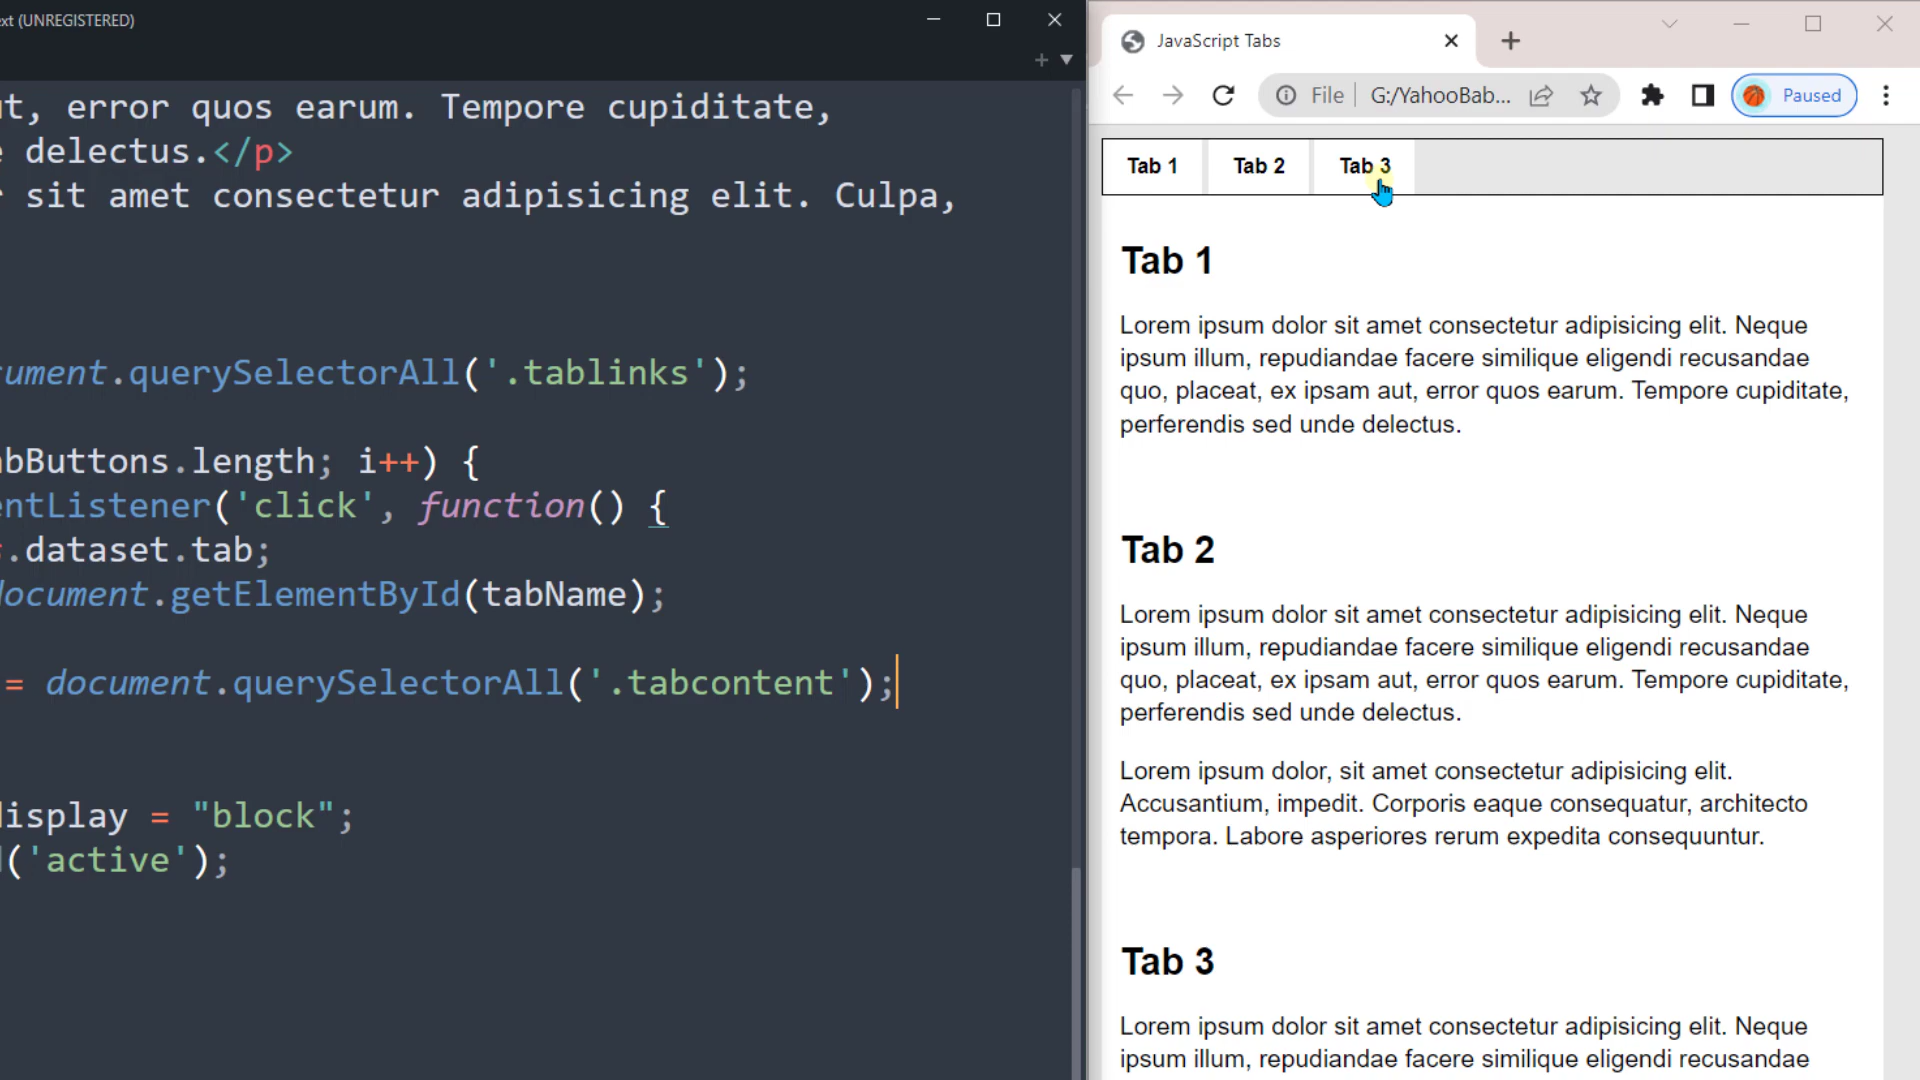 ext (UNREGISTERED)
ut, error quos earum. Tempore cupiditate,
e delectus.</p>
r sit amet consectetur adipisicing elit. Culpa,
cument.querySelectorAll('.tablinks');
abButtons.length; i++) {
entListener('click', function() {
s.dataset.tab;
document.getElementById(tabName);
= document.querySelectorAll('.tabcontent');
display = "block";
d('active');
JavaScript Tabs
File
G:/YahooBab...
Paused
Tab 1
Tab 2
Tab 3
Tab 1
Lorem ipsum dolor sit amet consectetur adipisicing elit. Neque
ipsum illum, repudiandae facere similique eligendi recusandae
quo, placeat, ex ipsam aut, error quos earum. Tempore cupiditate,
perferendis sed unde delectus.
Tab 2
Lorem ipsum dolor sit amet consectetur adipisicing elit. Neque
ipsum illum, repudiandae facere similique eligendi recusandae
quo, placeat, ex ipsam aut, error quos earum. Tempore cupiditate,
perferendis sed unde delectus.
Lorem ipsum dolor, sit amet consectetur adipisicing elit.
Accusantium, impedit. Corporis eaque consequatur, architecto
tempora. Labore asperiores rerum expedita consequuntur.
Tab 3
Lorem ipsum dolor sit amet consectetur adipisicing elit. Neque
ipsum illum, repudiandae facere similique eligendi recusandae